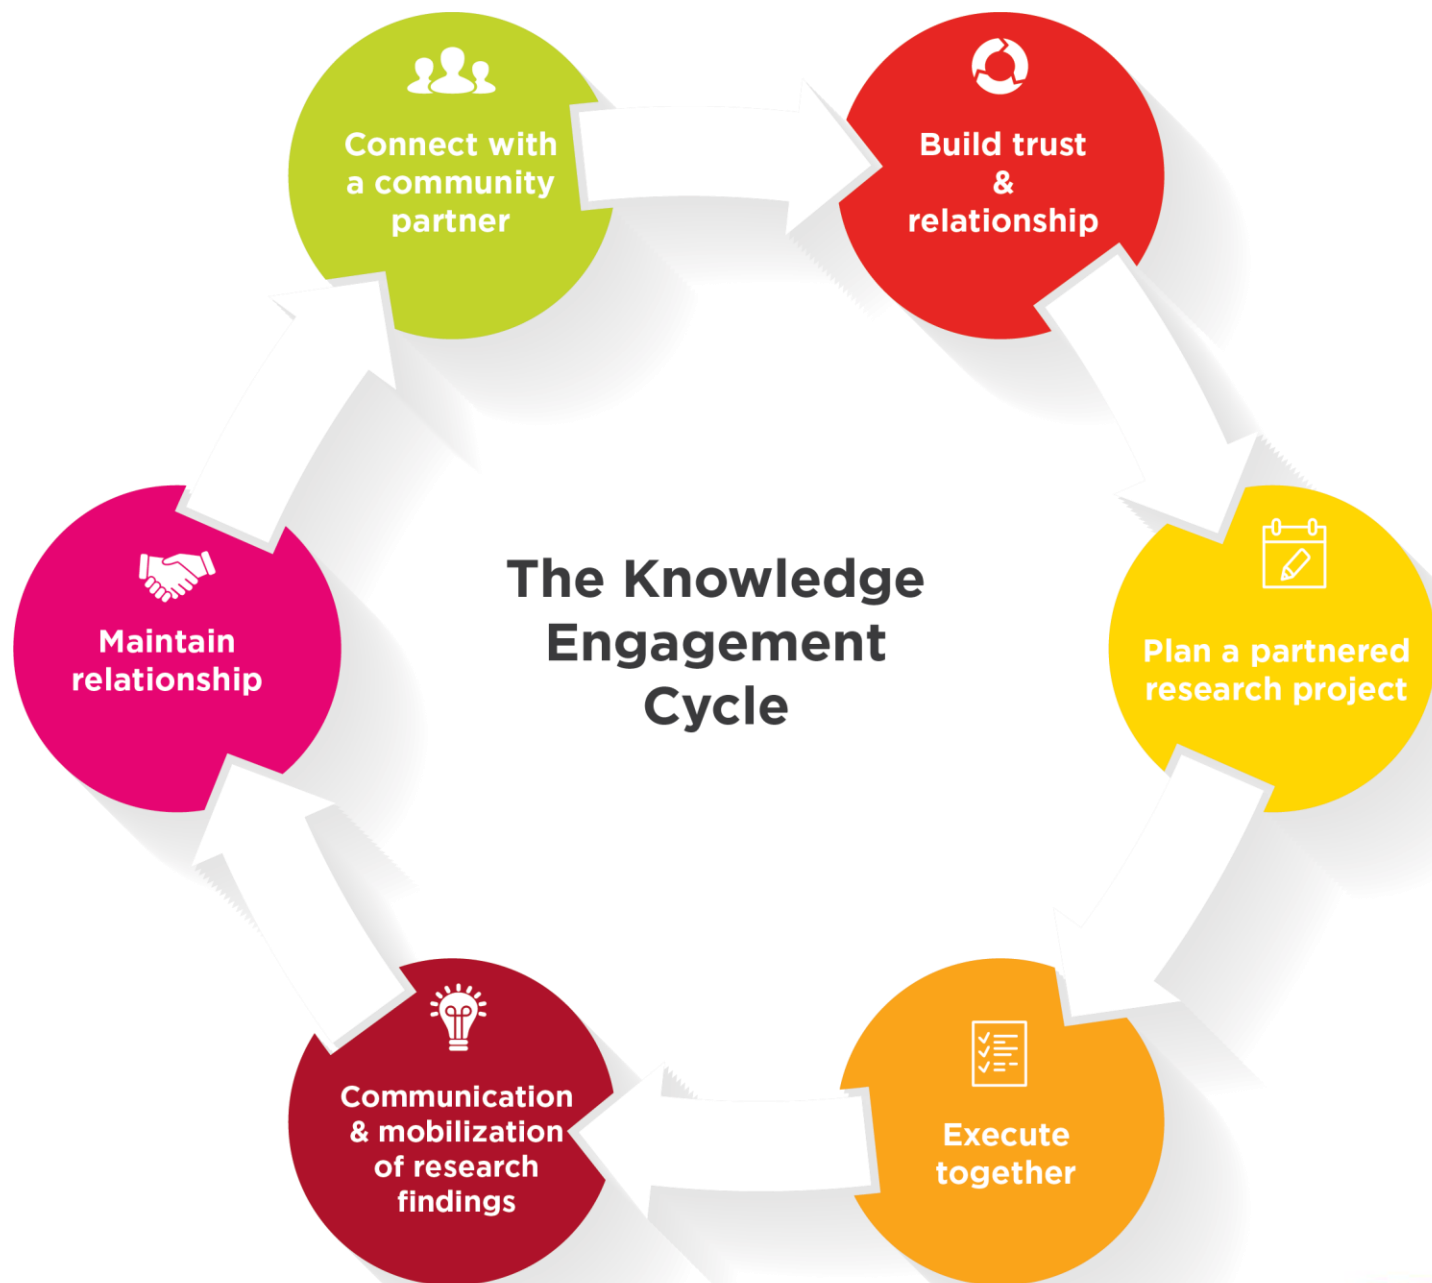 Connect with
a community
partner
Build trust
&
relationship
Plan a partnered
research project
Execute
together
Communication
& mobilization
of research
findings
Maintain
relationship
The Knowledge
Engagement
Cycle